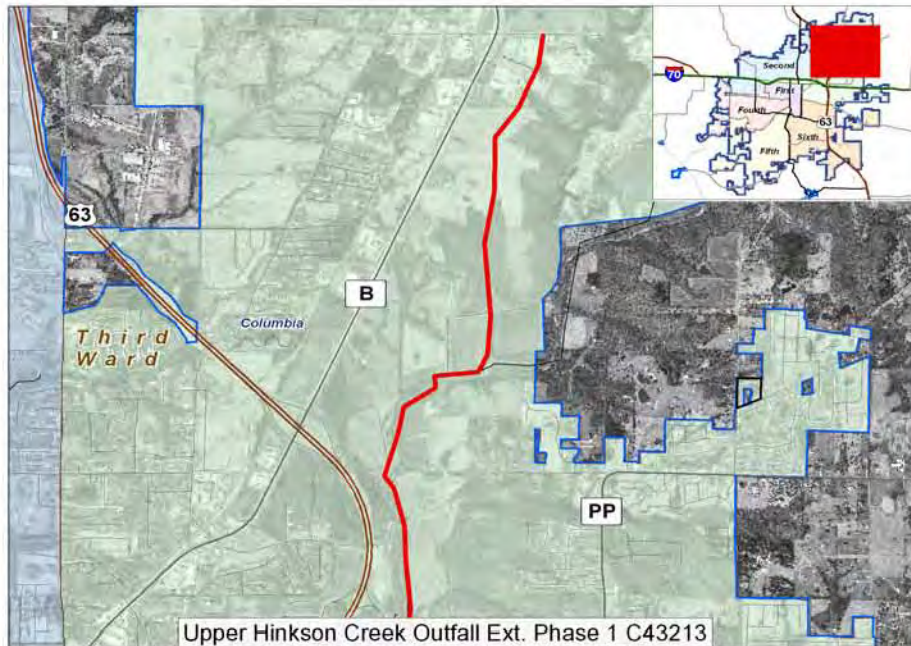 Second
70
First
Fourth
63
Sixth
Fifth
63
B
Columbia
Third
Ward
PP
Upper Hinkson Creek Outfall Ext. Phase 1 C43213